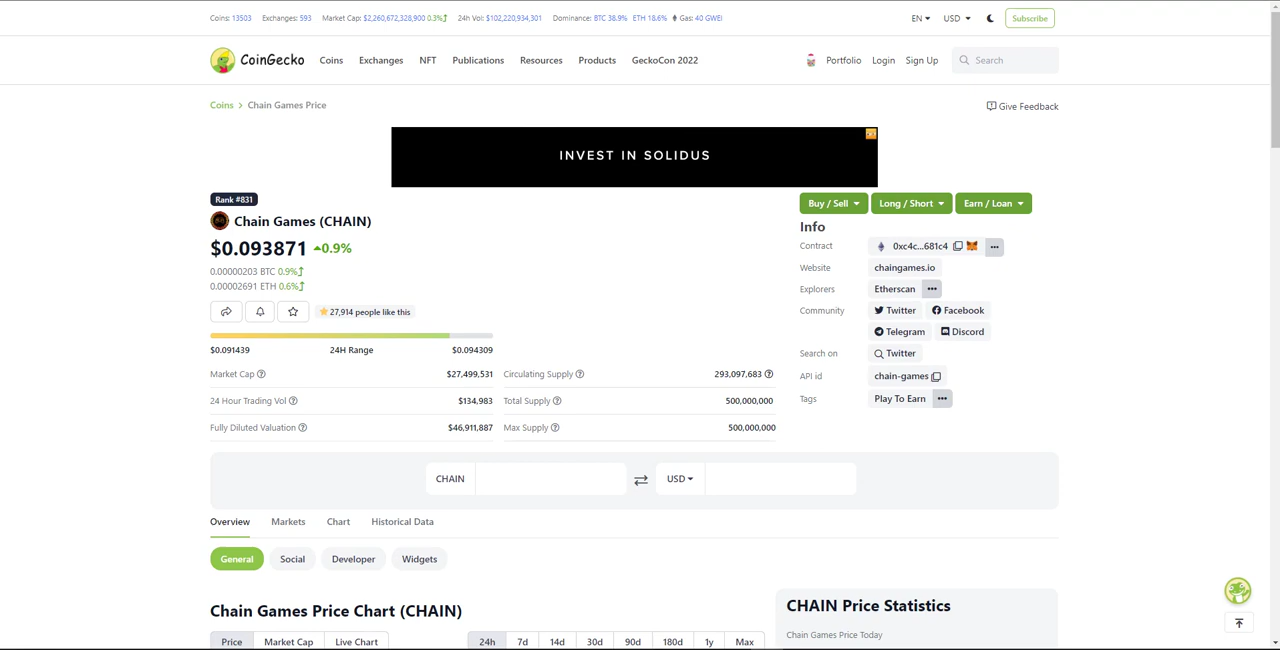 Coins: 13503 Exchanges: 593 Market Cap: $2,260,672,328,900 0.3% 24h Vol: $102,220,934,301 Dominance: BTC 38.9% ETH 18.6% Gas: 40 GWEI EN USD Subscribe
CoinGecko Coins Exchanges NFT Publications Resources Products GeckoCon 2022 Portfolio Login Sign Up Search
Coins > Chain Games Price Give Feedback
INVEST IN SOLIDUS
Rank #831
Chain Games (CHAIN)
$0.093871 0.9%
0.00000203 BTC 0.9%
0.00002691 ETH 0.6%
27,914 people like this
$0.091439 24H Range $0.094309
Market Cap $27,499,531
24 Hour Trading Vol $134,983
Fully Diluted Valuation $46,911,887
Circulating Supply 293,097,683
Total Supply 500,000,000
Max Supply 500,000,000
Buy / Sell Long / Short Earn / Loan
Info
Contract 0xc4c...681c4 •••
Website chaingames.io
Explorers Etherscan •••
Community Twitter Facebook
Telegram Discord
Search on Twitter
API id chain-games
Tags Play To Earn •••
CHAIN USD
Overview Markets Chart Historical Data
General Social Developer Widgets
Chain Games Price Chart (CHAIN)
Price Market Cap Live Chart 24h 7d 14d 30d 90d 180d 1y Max
CHAIN Price Statistics
Chain Games Price Today